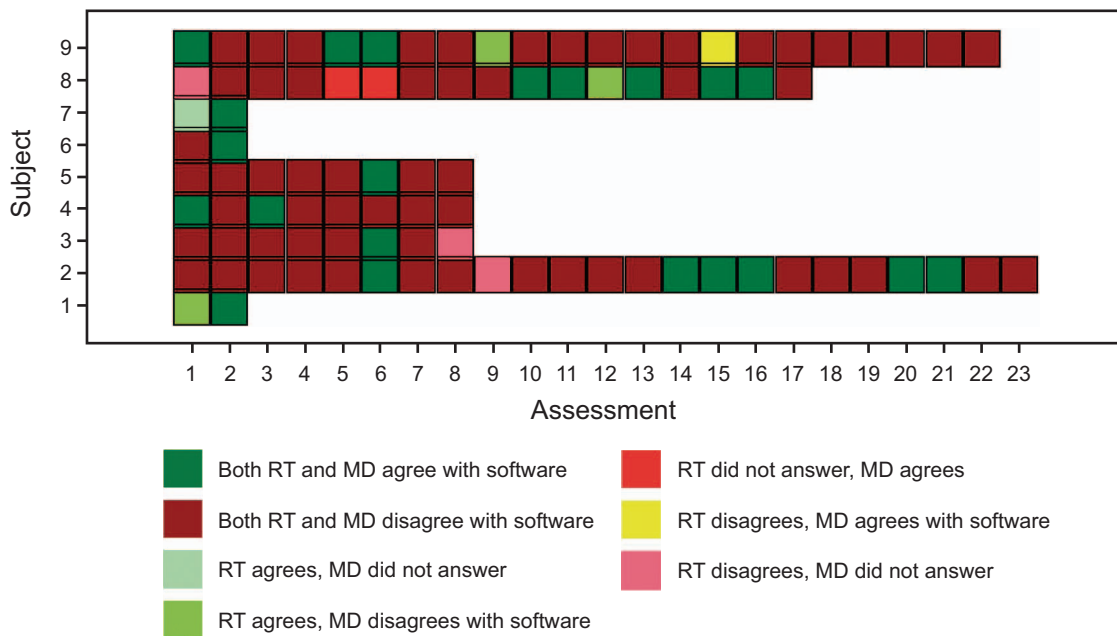 Subject
9
8
7
6
5
4
3
2
1
1 2 3 4 5 6 7 8 9 10 11 12 13 14 15 16 17 18 19 20 21 22 23
Assessment
Both RT and MD agree with software
Both RT and MD disagree with software
RT agrees, MD did not answer
RT agrees, MD disagrees with software
RT did not answer, MD agrees
RT disagrees, MD agrees with software
RT disagrees, MD did not answer